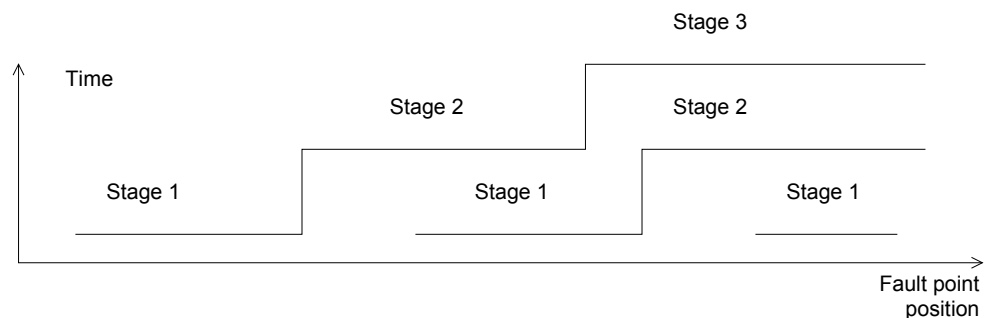 Stage 3
Time
Stage 2
Stage 2
Stage 1
Stage 1
Stage 1
Fault point
position